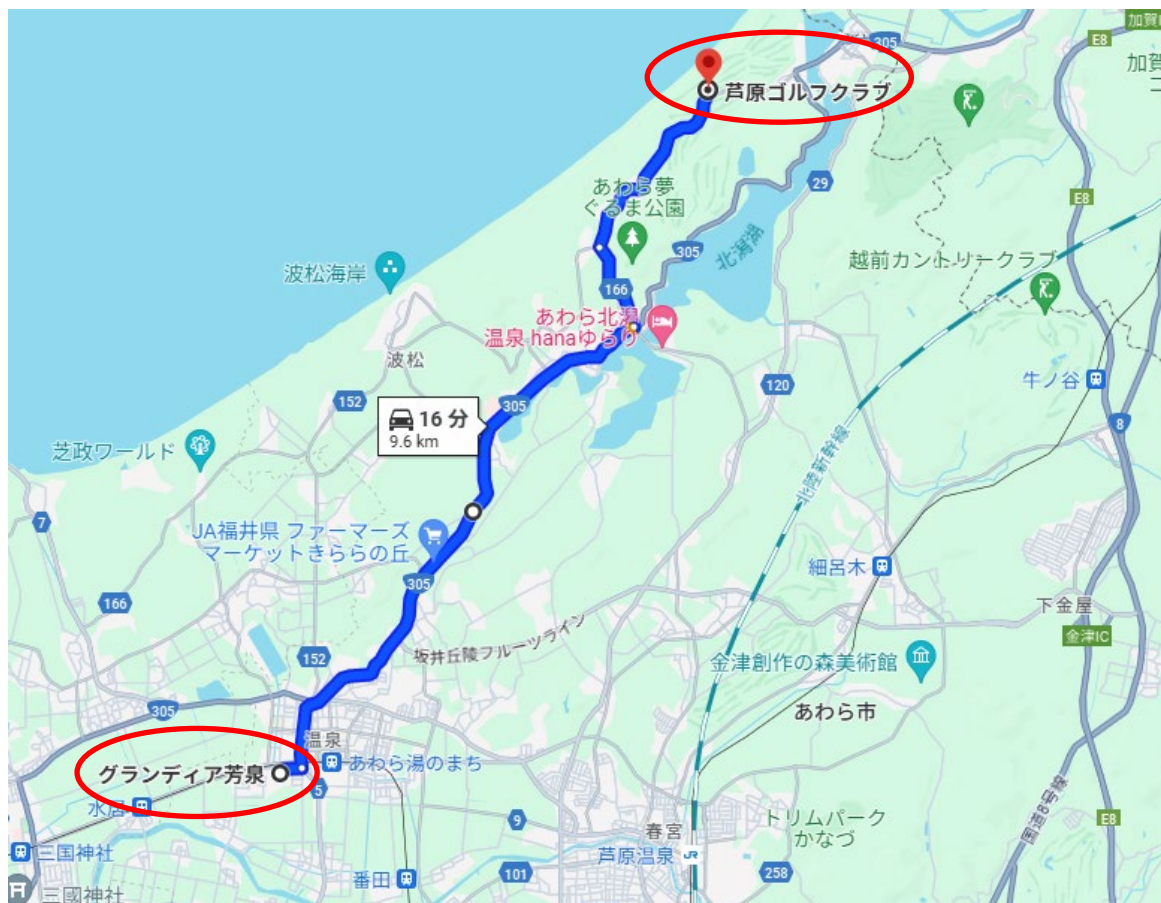 加賀
305
E8
加賀
芦原ゴルフクラブ
29
E8
あわら夢
ぐるま公園
305
北潟湖
越前カントリークラブ
波松海岸
166
あわら北潟
温泉 hanaゆらり
波松
152
305
120
牛ノ谷
16 分
9.6 km
8
芝政ワールド
北陸新幹線
7
JA福井県 ファーマーズ
マーケットきららの丘
305
細呂木
166
下金屋
金津IC
坂井丘陵フルーツライン
152
金津創作の森美術館
305
あわら市
温泉
グランディア芳泉
あわら湯のまち
5
水居
9
トリムパーク
かなづ
E8
国道8号線
春宮
三国神社
芦原温泉
JR
番田
101
258
三國神社